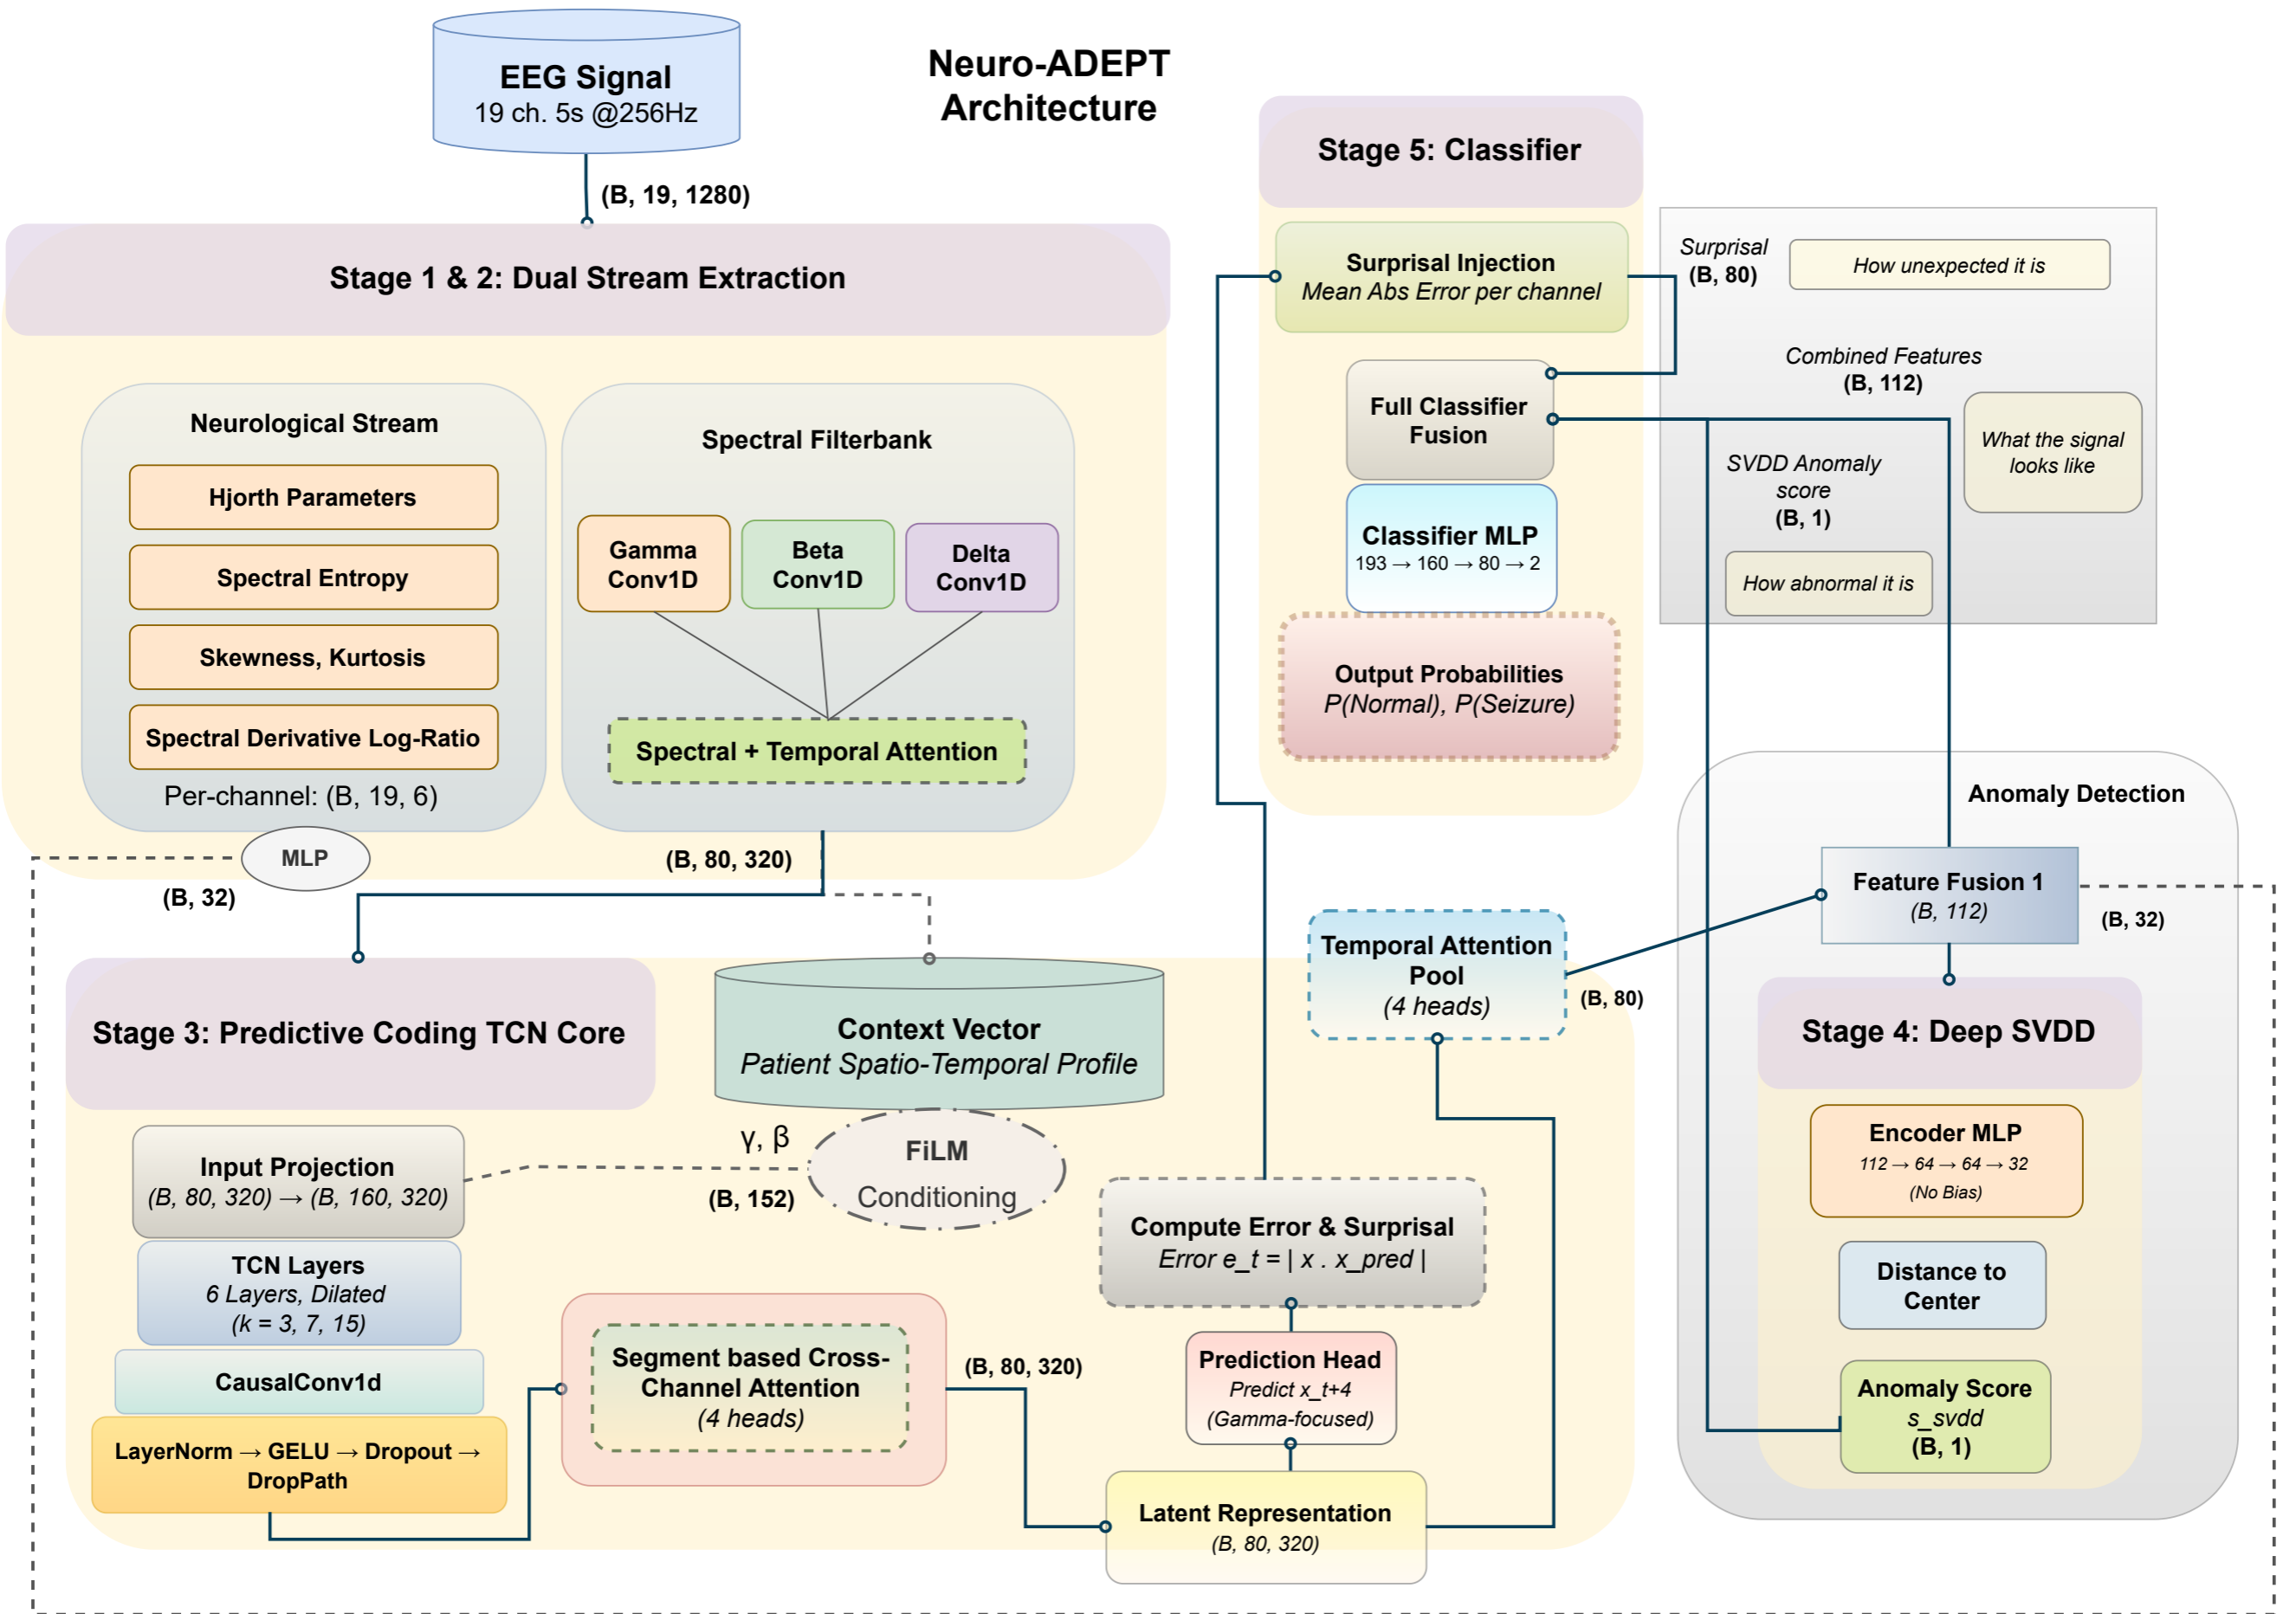 EEG Signal
19 ch. 5s @256Hz
Neuro-ADEPT
Architecture
(B, 19, 1280)
Stage 1 & 2: Dual Stream Extraction
Neurological Stream
Hjorth Parameters
Spectral Entropy
Skewness, Kurtosis
Spectral Derivative Log-Ratio
Per-channel: (B, 19, 6)
MLP
(B, 32)
Spectral Filterbank
Gamma
Conv1D
Beta
Conv1D
Delta
Conv1D
Spectral + Temporal Attention
(B, 80, 320)
Stage 3: Predictive Coding TCN Core
Context Vector
Patient Spatio-Temporal Profile
γ, β
(B, 152)
FiLM
Conditioning
Input Projection
(B, 80, 320) → (B, 160, 320)
TCN Layers
6 Layers, Dilated
(k = 3, 7, 15)
CausalConv1d
LayerNorm → GELU → Dropout →
DropPath
Segment based Cross-
Channel Attention
(4 heads)
(B, 80, 320)
Latent Representation
(B, 80, 320)
Prediction Head
Predict x_t+4
(Gamma-focused)
Compute Error & Surprisal
Error e_t = | x . x_pred |
Temporal Attention
Pool
(4 heads)
(B, 80)
Stage 5: Classifier
Surprisal Injection
Mean Abs Error per channel
Full Classifier
Fusion
Classifier MLP
193 → 160 → 80 → 2
Output Probabilities
P(Normal), P(Seizure)
Surprisal
(B, 80)
How unexpected it is
Combined Features
(B, 112)
What the signal
looks like
SVDD Anomaly
score
(B, 1)
How abnormal it is
Anomaly Detection
Feature Fusion 1
(B, 112)
(B, 32)
Stage 4: Deep SVDD
Encoder MLP
112 → 64 → 64 → 32
(No Bias)
Distance to
Center
Anomaly Score
s_svdd
(B, 1)